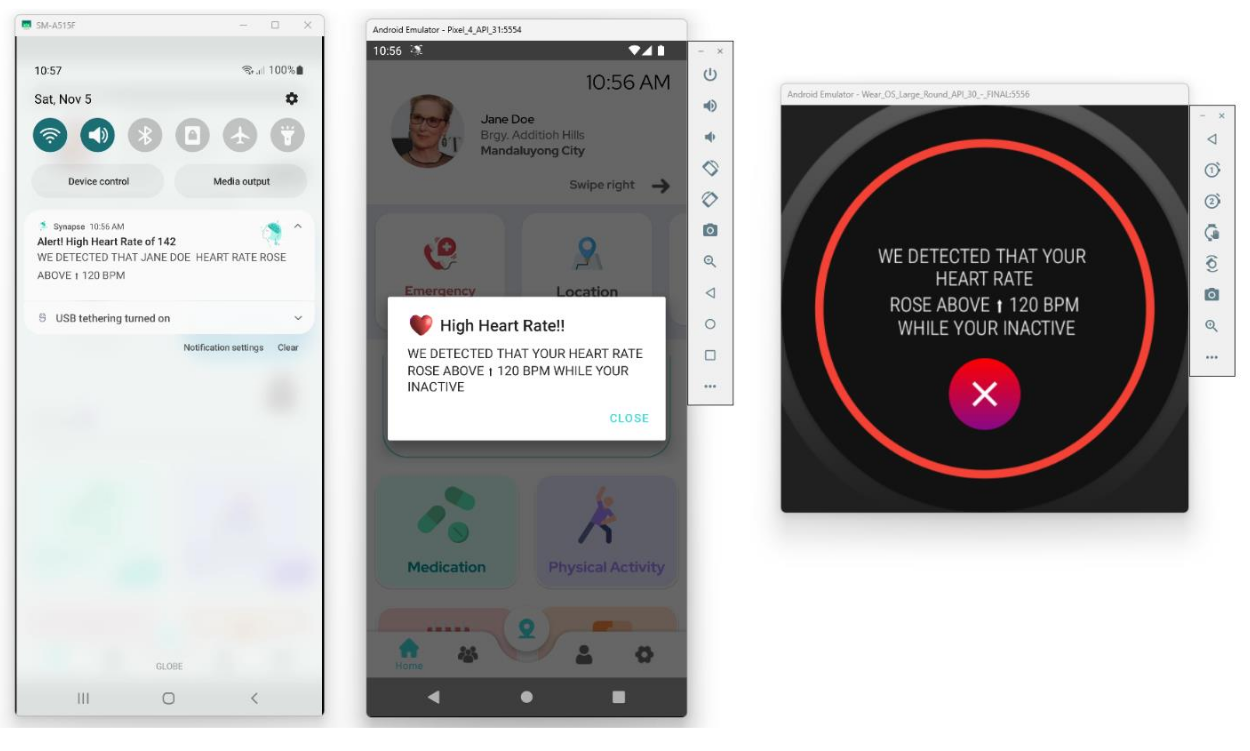 SM-A515F
10:57
100%
Sat, Nov 5
Device control
Media output
Synapse 10:56 AM
Alert! High Heart Rate of 142
WE DETECTED THAT JANE DOE HEART RATE ROSE
ABOVE ↑ 120 BPM
USB tethering turned on
Notification settings
Clear
GLOBE
Android Emulator - Pixel_4_API_31:5554
10:56
10:56 AM
Jane Doe
Brgy. Addition Hills
Mandaluyong City
Swipe right
Emergency
Location
High Heart Rate!!
WE DETECTED THAT YOUR HEART RATE
ROSE ABOVE ↑ 120 BPM WHILE YOUR
INACTIVE
CLOSE
Medication
Physical Activity
Home
Android Emulator - Wear_OS_Large_Round_API_30_-_FINAL:5556
WE DETECTED THAT YOUR
HEART RATE
ROSE ABOVE ↑ 120 BPM
WHILE YOUR INACTIVE
1
2